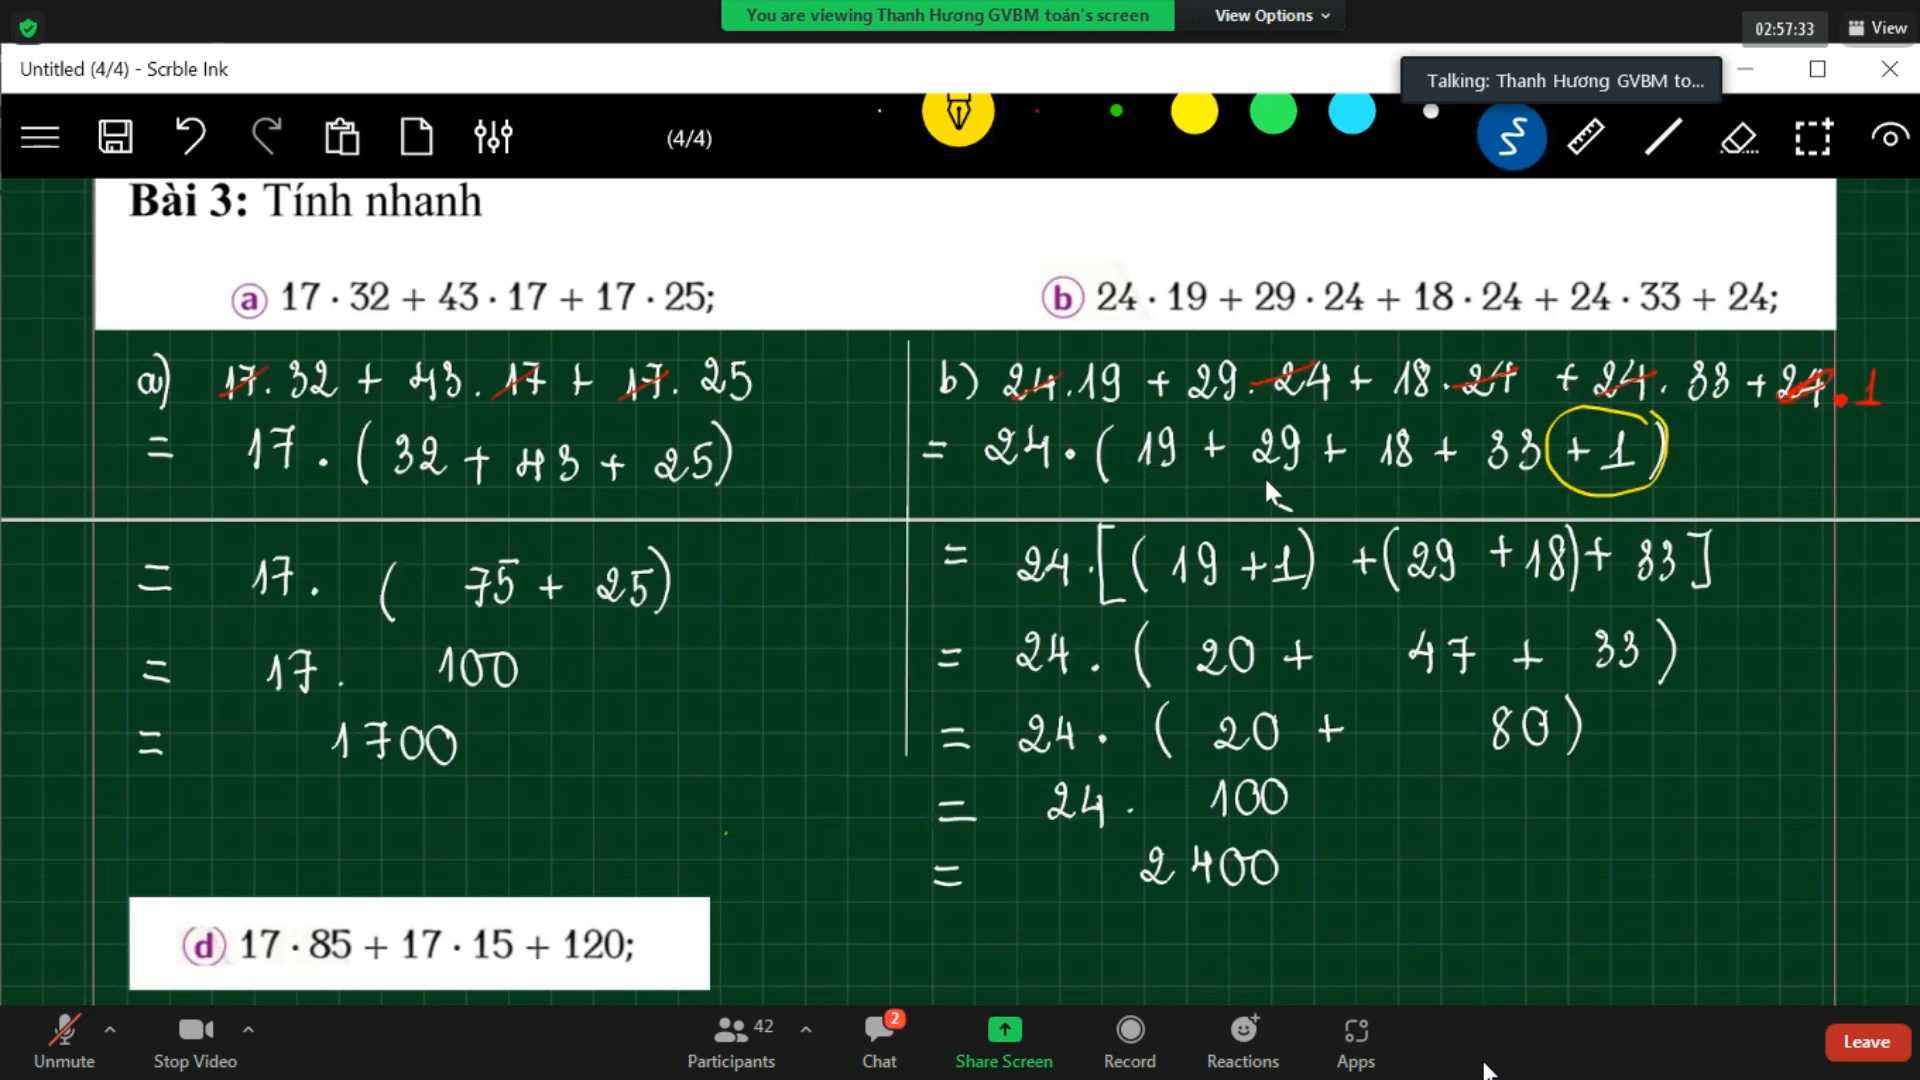 You are viewing Thanh Hương GVBM toán's screen
View Options
02:57:33
View
Untitled (4/4) - Scrble Ink
Talking: Thanh Hương GVBM to...
(4/4)
Bài 3: Tính nhanh
a 17 · 32 + 43 · 17 + 17 · 25;
b 24 · 19 + 29 · 24 + 18 · 24 + 24 · 33 + 24;
a) 17. 32 + 43. 17 + 17. 25
= 17. (32 + 43 + 25)
= 17. ( 75 + 25)
= 17. 100
= 1700
b) 24.19 + 29. 24 + 18. 24 + 24. 33 + 24.1
= 24. (19 + 29 + 18 + 33 + 1)
= 24. [(19 +1) +(29 +18)+ 33]
= 24. ( 20 + 47 + 33)
= 24. ( 20 + 80)
= 24. 100
= 2400
d 17 · 85 + 17 · 15 + 120;
Unmute
Stop Video
42
Participants
2
Chat
Share Screen
Record
Reactions
Apps
Leave